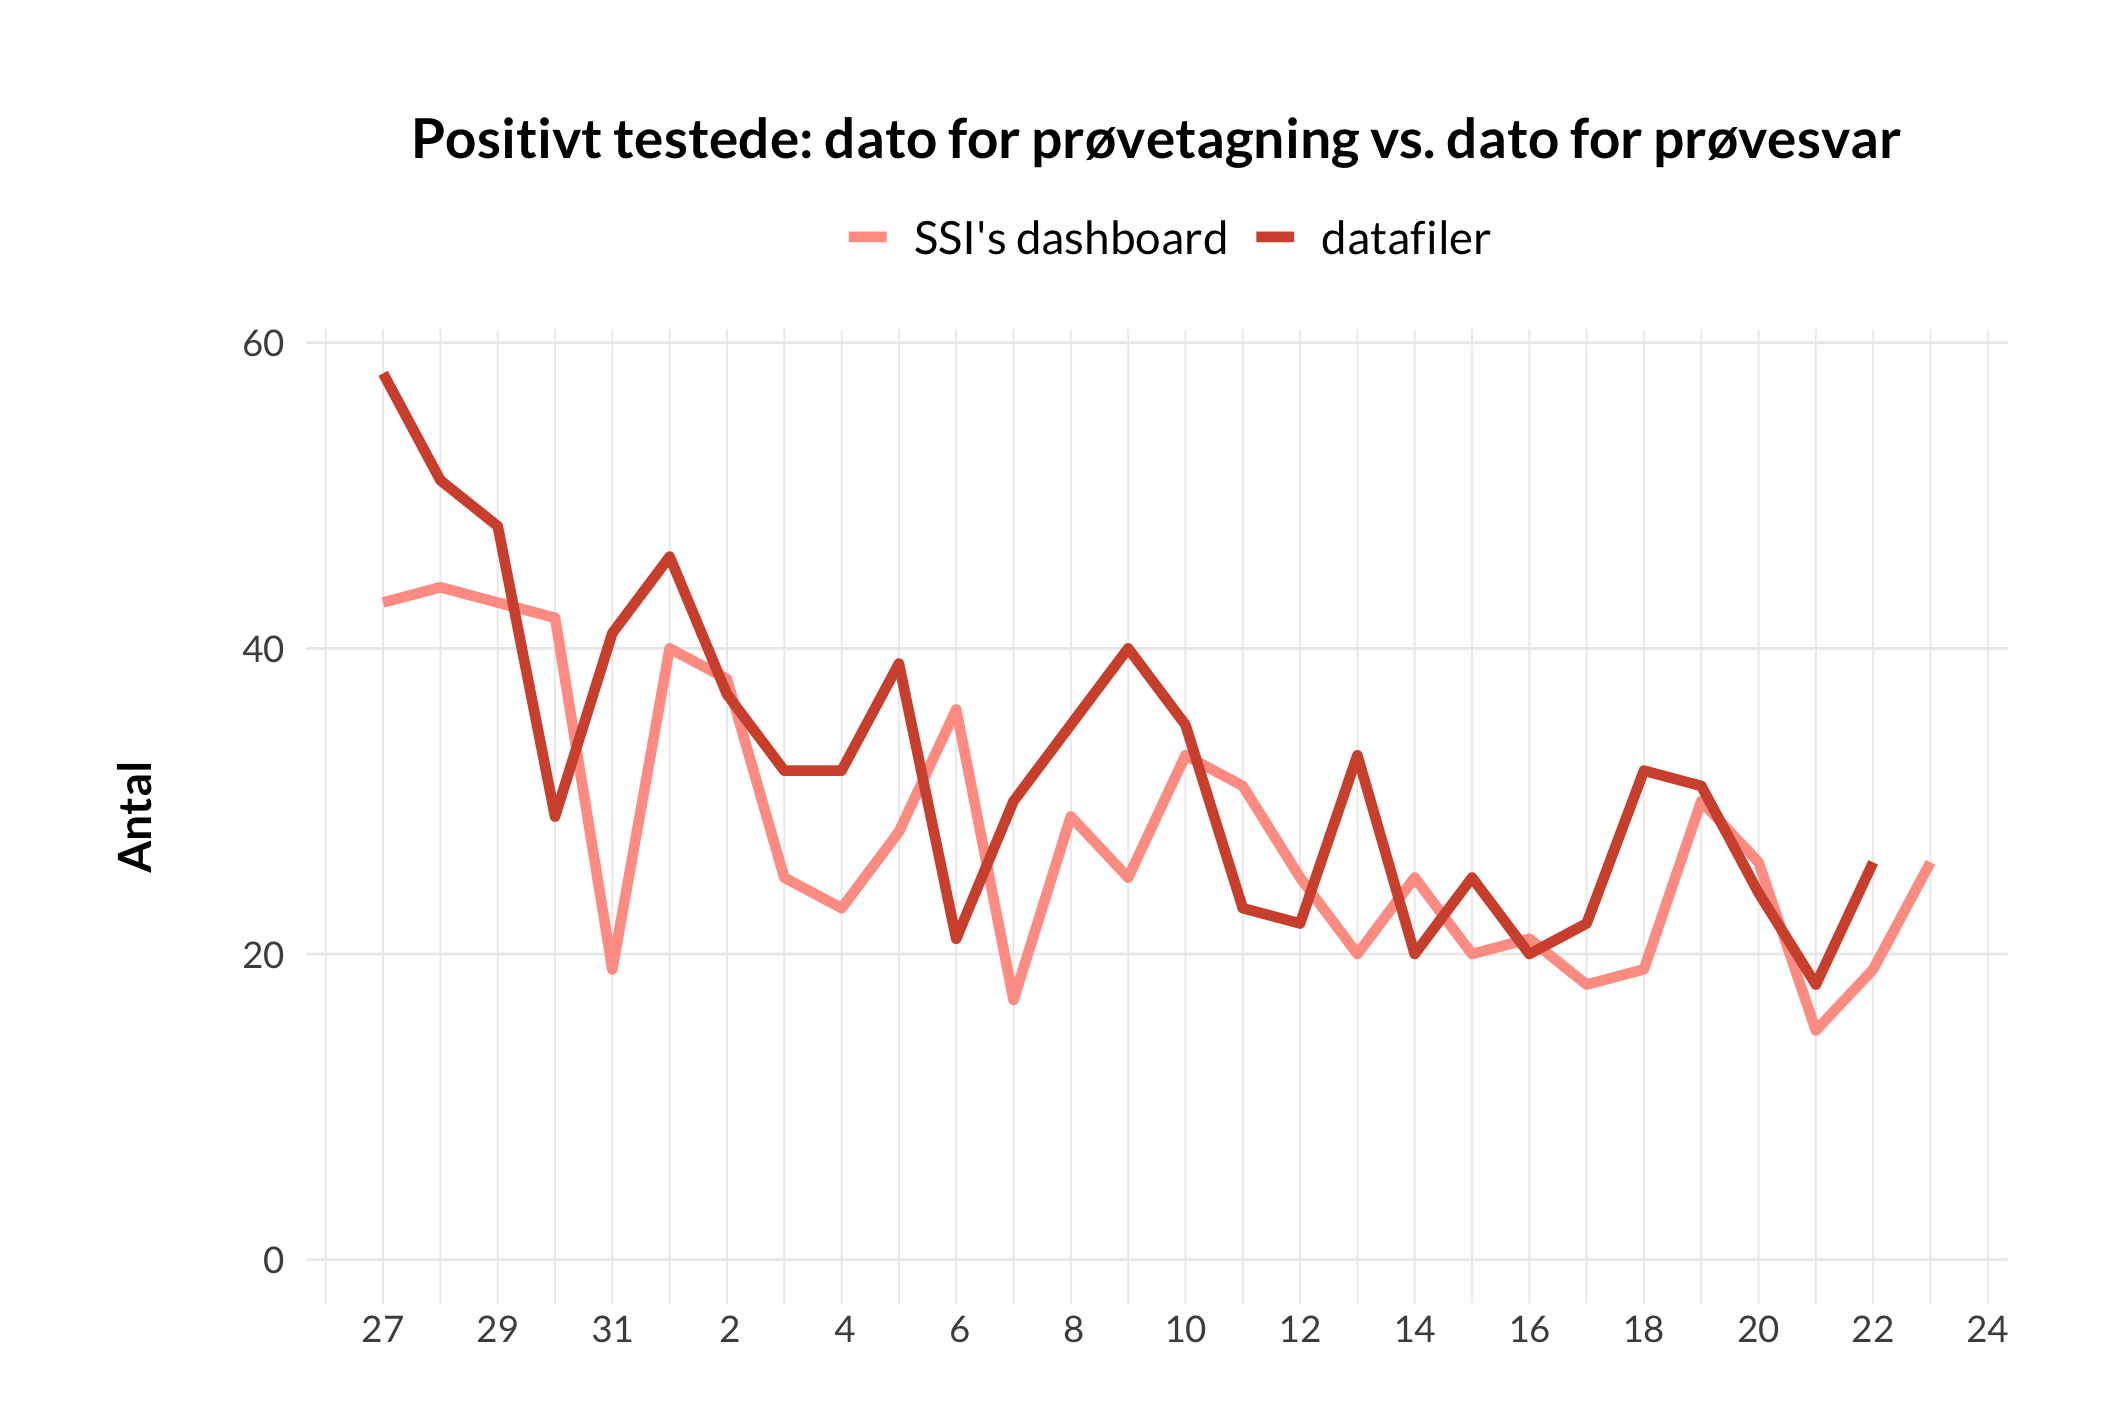 Positivt testede: dato for prøvetagning vs. dato for prøvesvar
SSI's dashboard datafiler
60
40
20
0
Antal
27 29 31 2 4 6 8 10 12 14 16 18 20 22 24